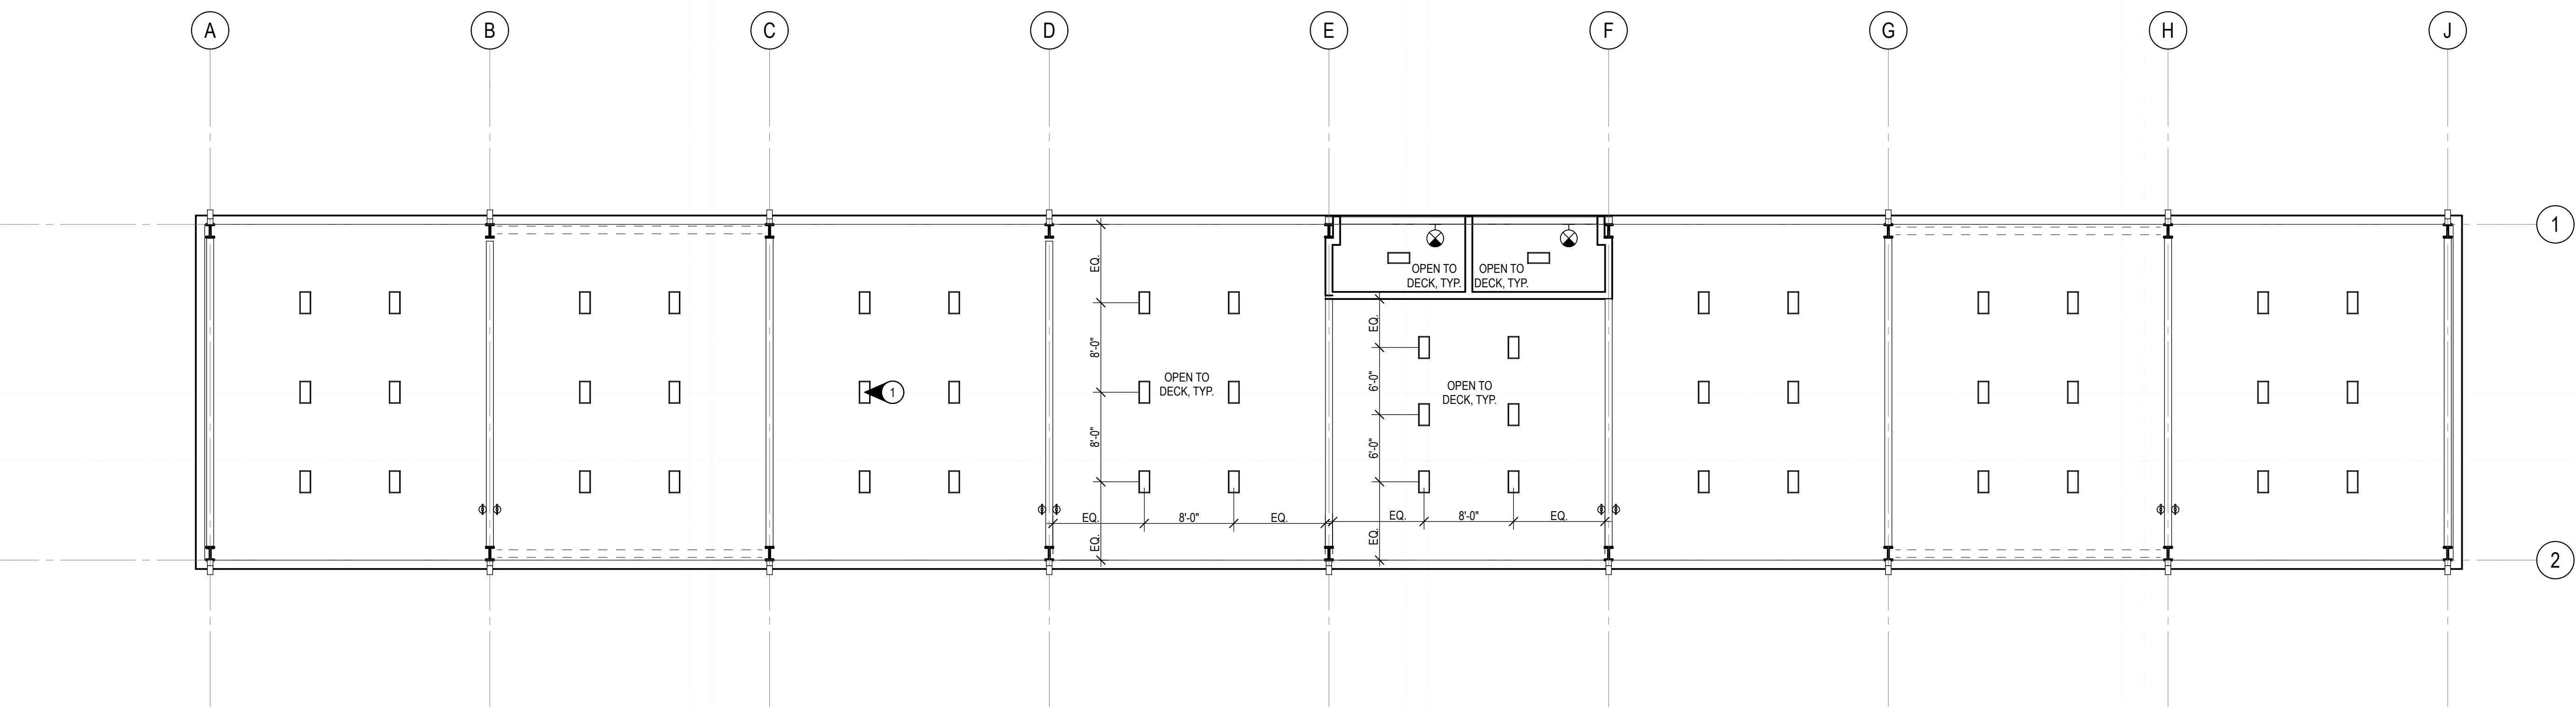 A
B
C
D
E
F
G
H
J
1
2
OPEN TO
DECK, TYP.
OPEN TO
DECK, TYP.
EQ.
8'-0"
8'-0"
EQ.
OPEN TO
DECK, TYP.
EQ.
8'-0"
EQ.
EQ.
6'-0"
6'-0"
EQ.
OPEN TO
DECK, TYP.
EQ.
8'-0"
EQ.
1